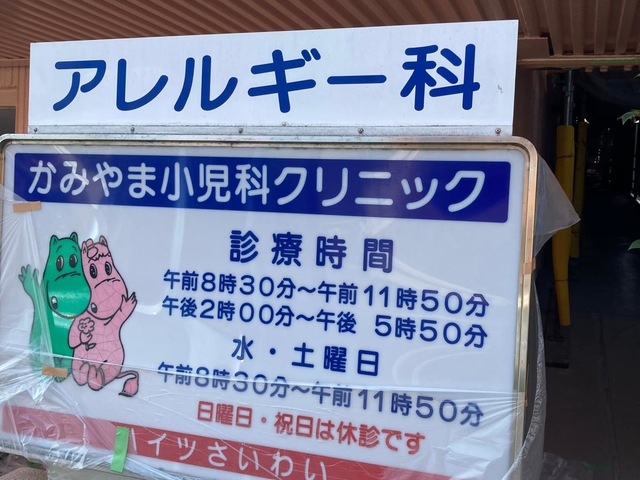 アレルギー科
かみやま小児科クリニック
診療時間
午前8時30分～午前11時50分
午後2時00分～午後 5時50分
水・土曜日
午前8時30分～午前11時50分
日曜日・祝日は休診です
ハイツさいわい